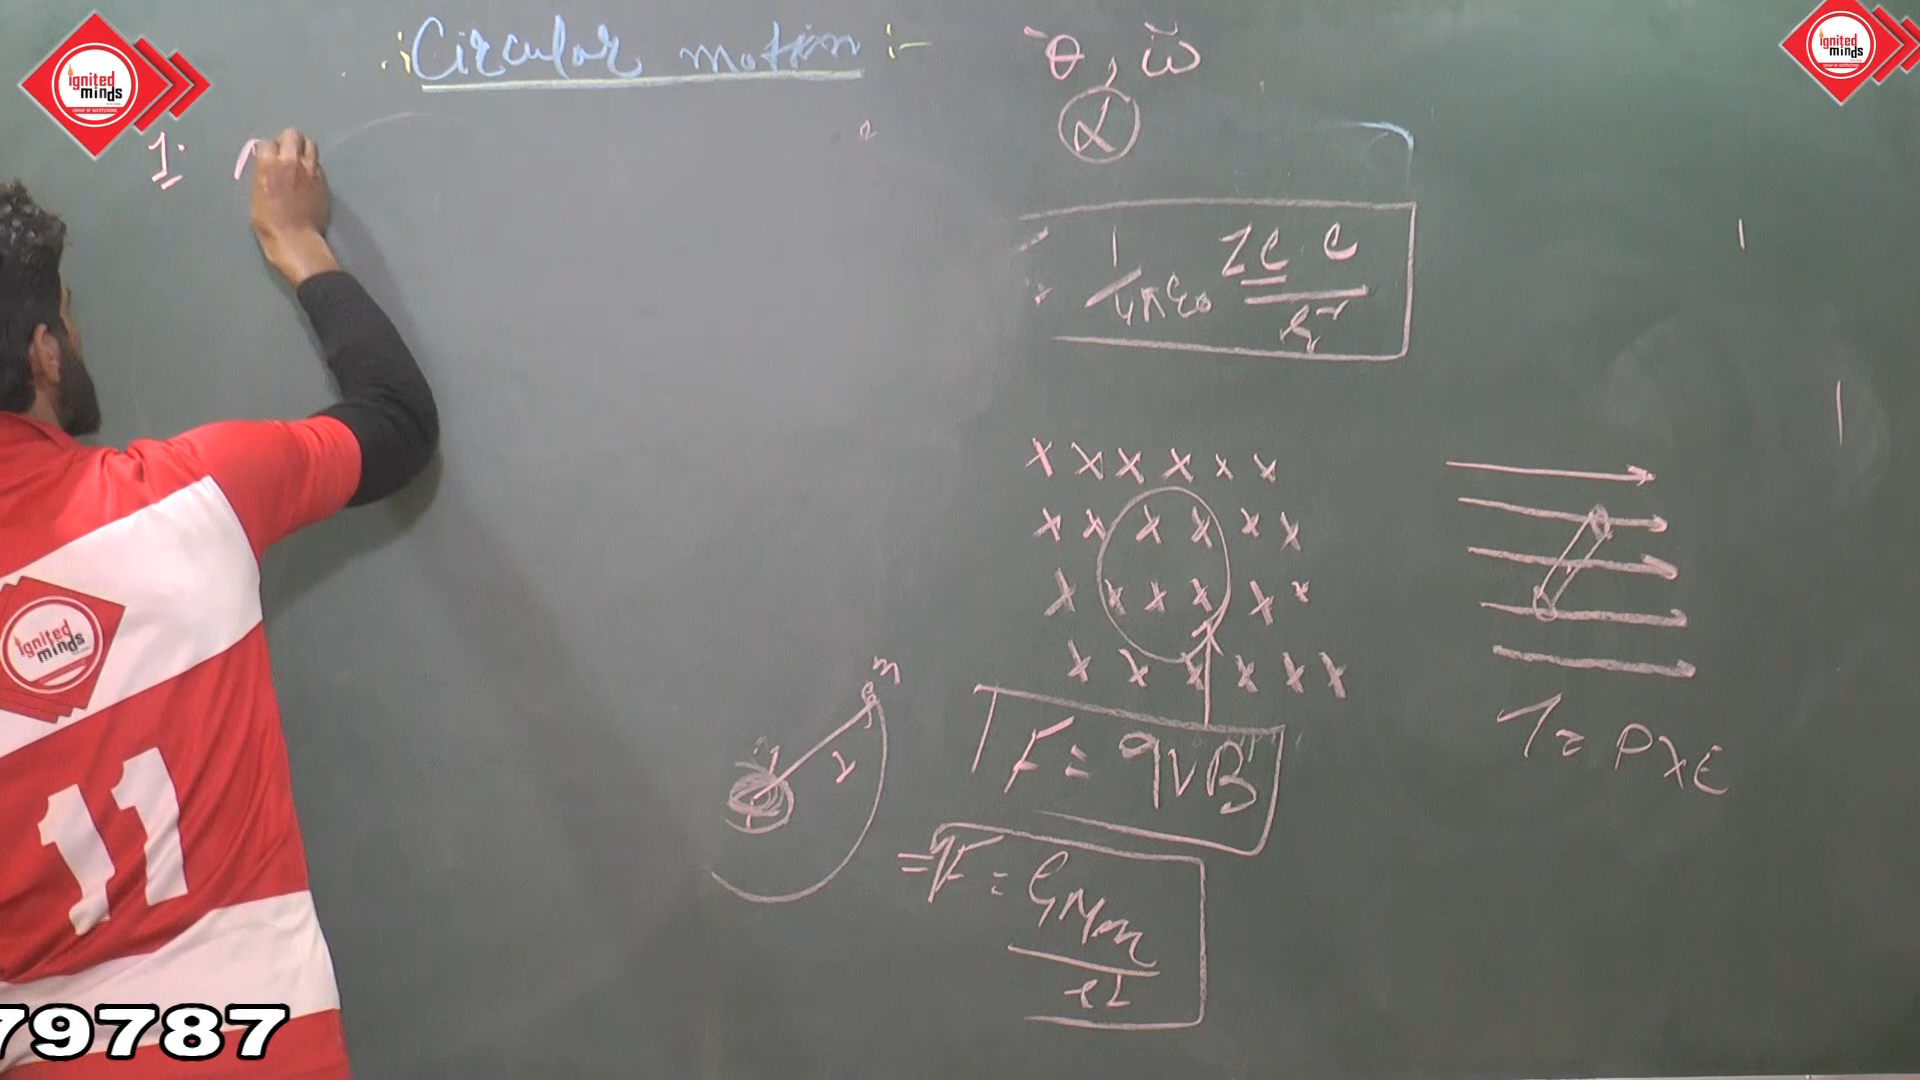 ignited
minds
ignited
minds
:Circular motion :-
θ, ω
α
1.
1
4πε0
Ze e
r²
x x x x x x
x x x x x x
x x x x x x
x x x x x x
m
r
F = qVB
τ = P x E
=F = GMm
r²
ignited
minds
11
79787